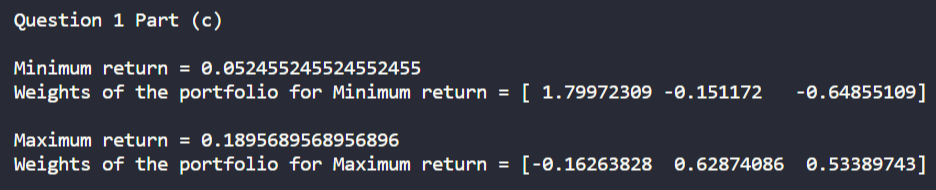 Question 1 Part (c)
Minimum return = 0.052455245524552455
Weights of the portfolio for Minimum return = [ 1.79972309 -0.151172   -0.64855109]
Maximum return = 0.1895689568956896
Weights of the portfolio for Maximum return = [-0.16263828  0.62874086  0.53389743]